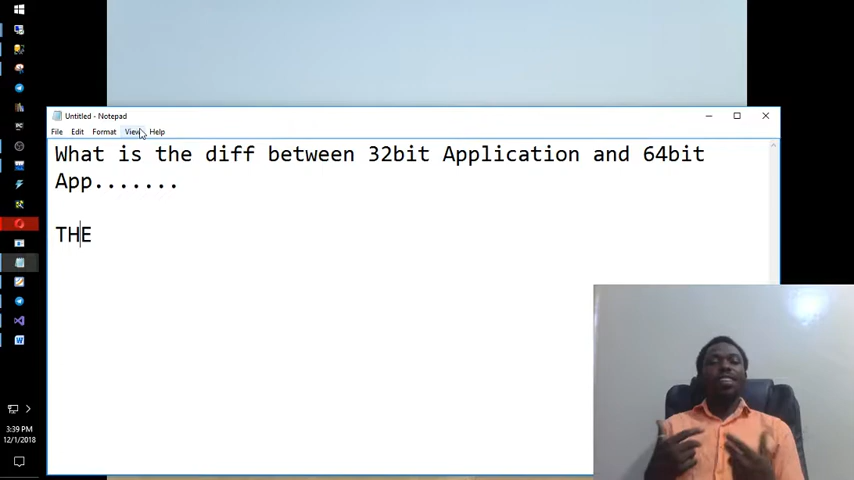 Untitled - Notepad
File Edit Format View Help
What is the diff between 32bit Application and 64bit
App.......
THE
3:39 PM
12/1/2018